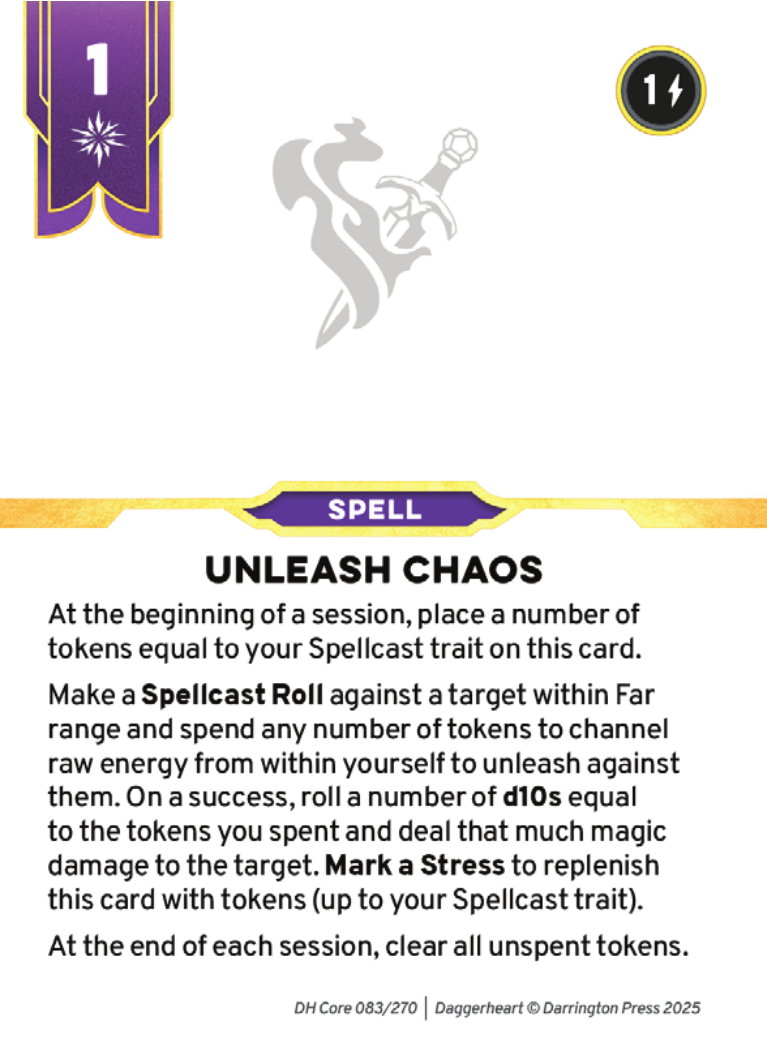 1
1
SPELL
UNLEASH CHAOS
At the beginning of a session, place a number of
tokens equal to your Spellcast trait on this card.
Make a Spellcast Roll against a target within Far
range and spend any number of tokens to channel
raw energy from within yourself to unleash against
them. On a success, roll a number of d10s equal
to the tokens you spent and deal that much magic
damage to the target. Mark a Stress to replenish
this card with tokens (up to your Spellcast trait).
At the end of each session, clear all unspent tokens.
DH Core 083/270 | Daggerheart © Darrington Press 2025